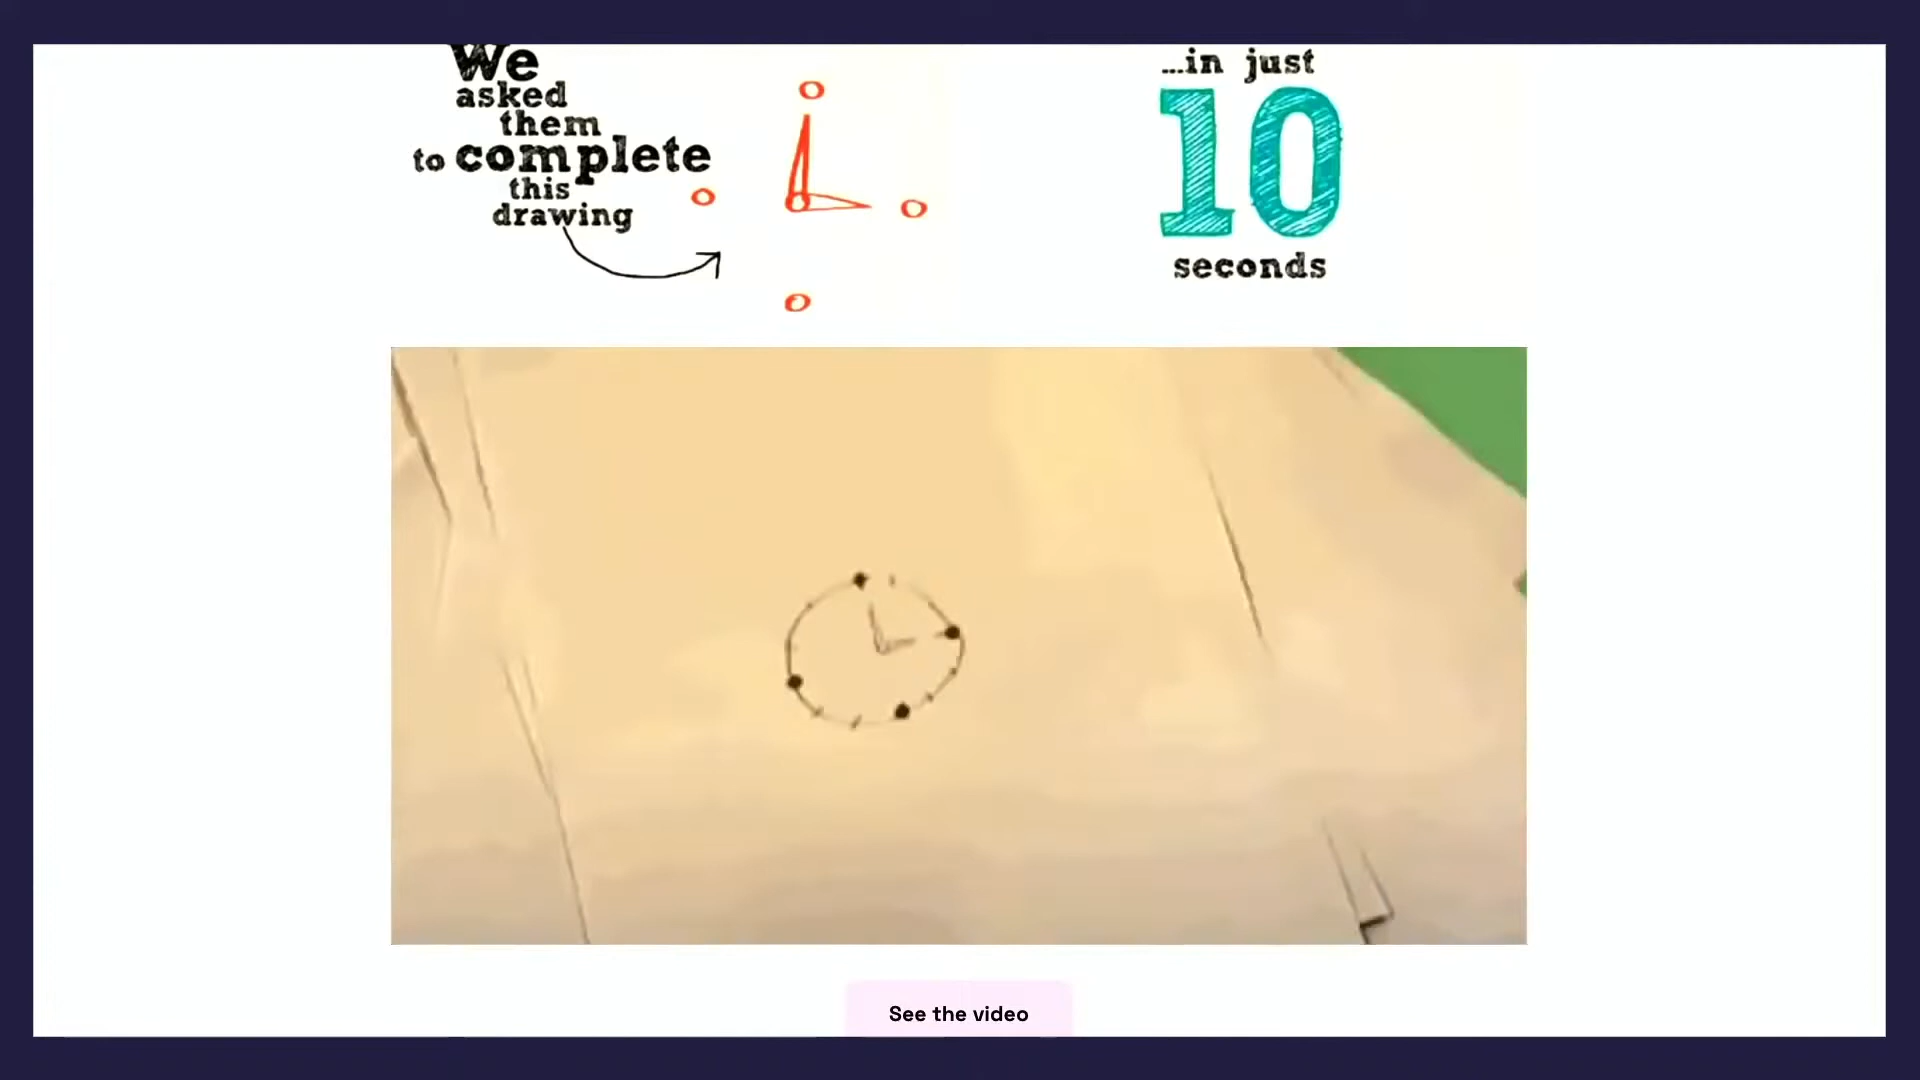 We
asked
them
to complete
this
drawing
...in just
10
seconds
See the video